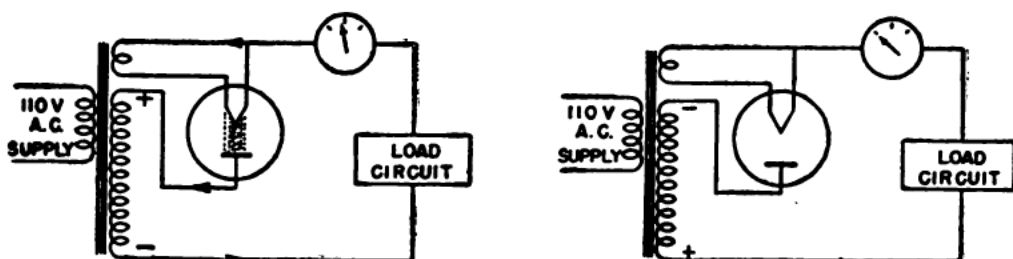 110 V
A.C.
SUPPLY
+
−
LOAD
CIRCUIT
110 V
A.C.
SUPPLY
−
+
LOAD
CIRCUIT